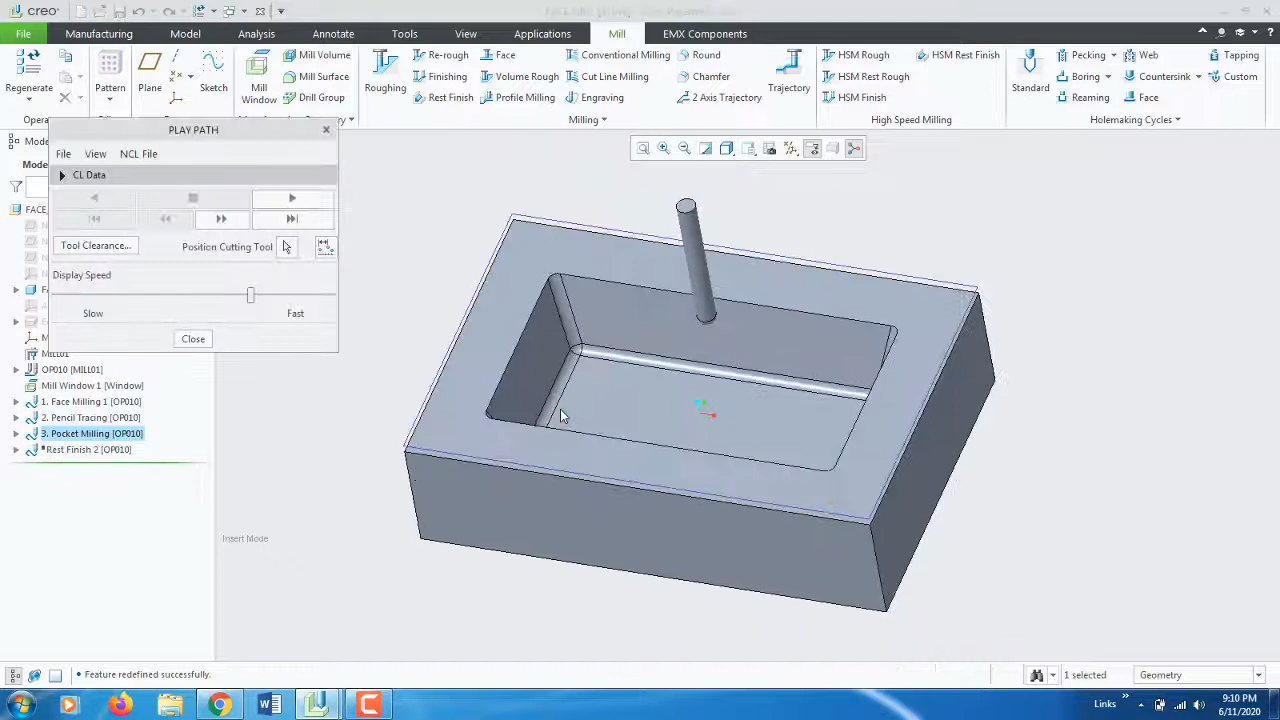 creo
File Manufacturing Model Analysis Annotate Tools View Applications Mill EMX Components
Regenerate
Pattern
Plane
Sketch
Mill Window
Mill Volume
Mill Surface
Drill Group
Roughing
Re-rough
Finishing
Rest Finish
Face
Volume Rough
Profile Milling
Conventional Milling
Cut Line Milling
Engraving
Round
Chamfer
2 Axis Trajectory
Trajectory
HSM Rough
HSM Rest Rough
HSM Finish
HSM Rest Finish
Standard
Pecking
Boring
Reaming
Web
Countersink
Face
Tapping
Custom
Milling
High Speed Milling
Holemaking Cycles
PLAY PATH
File View NCL File
CL Data
Tool Clearance...
Position Cutting Tool
Display Speed
Slow
Fast
Close
MILL01
OP010 [MILL01]
Mill Window 1 [Window]
1. Face Milling 1 [OP010]
2. Pencil Tracing [OP010]
3. Pocket Milling [OP010]
*Rest Finish 2 [OP010]
Insert Mode
• Feature redefined successfully.
1 selected
Geometry
Links
9:10 PM
6/11/2020